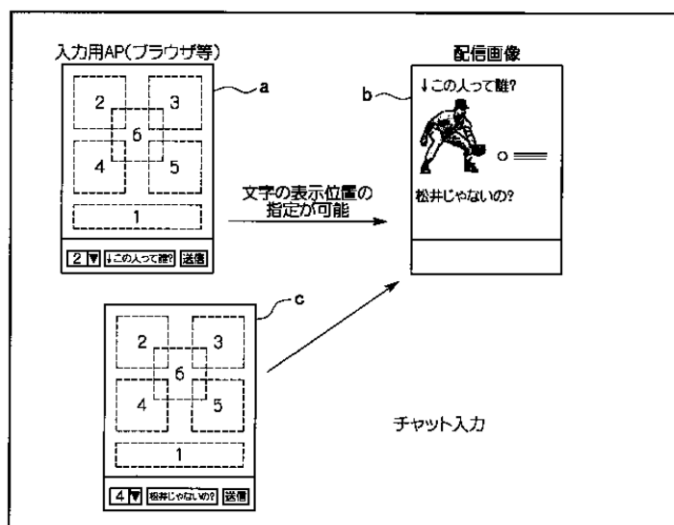 入力用AP(ブラウザ等)
a
2
3
6
4
5
1
2▼ ↓この人って誰? 送信
文字の表示位置の
指定が可能
配信画像
b
↓この人って誰?
松井じゃないの?
c
2
3
6
4
5
1
4▼ 松井じゃないの? 送信
チャット入力